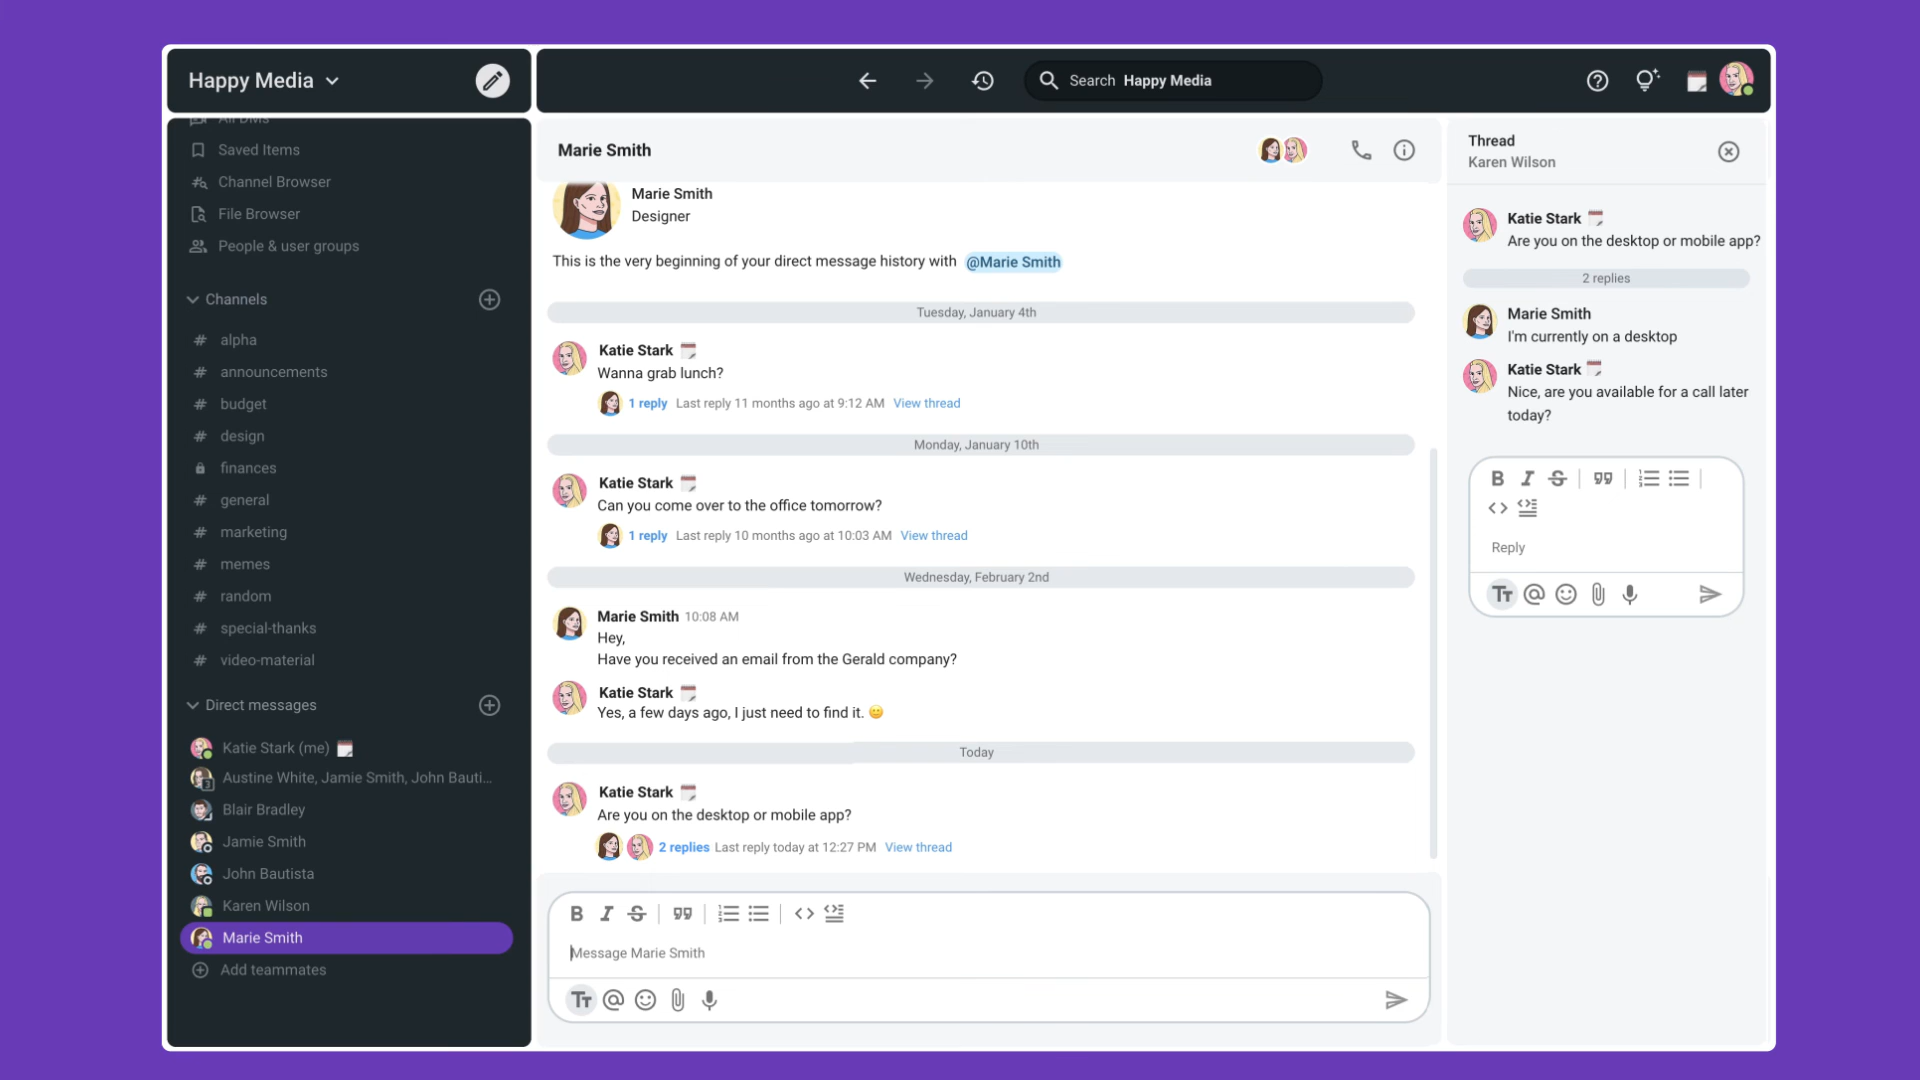 Happy Media
Search Happy Media
All DMs
Saved Items
Channel Browser
File Browser
People & user groups
Channels
alpha
announcements
budget
design
finances
general
marketing
memes
random
special-thanks
video-material
Direct messages
Katie Stark (me)
Austine White, Jamie Smith, John Bauti...
3
Blair Bradley
Jamie Smith
John Bautista
Karen Wilson
Marie Smith
Add teammates
Marie Smith
Marie Smith
Designer
This is the very beginning of your direct message history with @Marie Smith
Tuesday, January 4th
Katie Stark
Wanna grab lunch?
1 reply Last reply 11 months ago at 9:12 AM View thread
Monday, January 10th
Katie Stark
Can you come over to the office tomorrow?
1 reply Last reply 10 months ago at 10:03 AM View thread
Wednesday, February 2nd
Marie Smith 10:08 AM
Hey,
Have you received an email from the Gerald company?
Katie Stark
Yes, a few days ago, I just need to find it. 😊
Today
Katie Stark
Are you on the desktop or mobile app?
2 replies Last reply today at 12:27 PM View thread
Message Marie Smith
Thread
Karen Wilson
Katie Stark
Are you on the desktop or mobile app?
2 replies
Marie Smith
I'm currently on a desktop
Katie Stark
Nice, are you available for a call later
today?
Reply